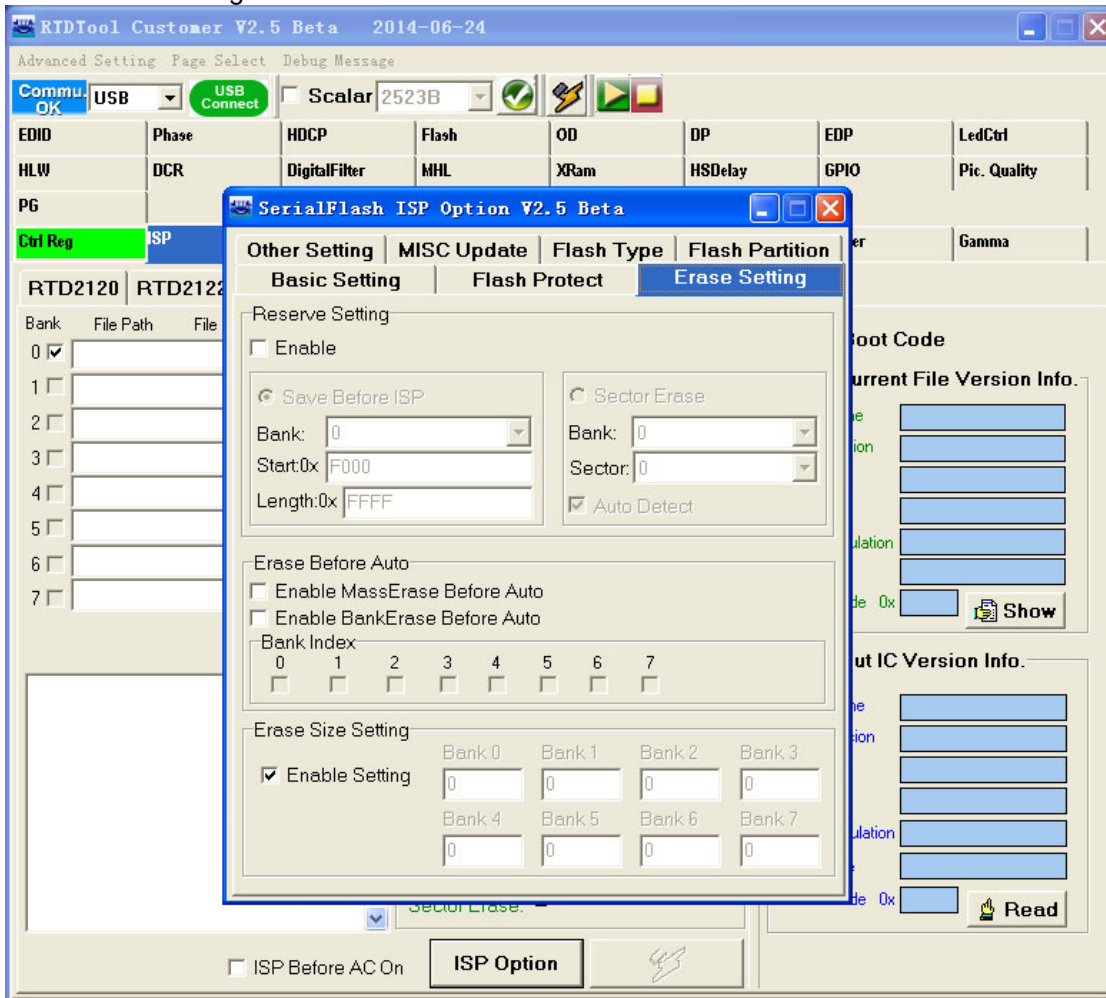 RTDTool Customer V2.5 Beta 2014-06-24
Advanced Setting Page Select Debug Message
Commu. OK USB USB Connect Scalar 2523B
EDID Phase HDCP Flash OD DP EDP LedCtrl
HLW DCR DigitalFilter MHL XRam HSDelay GPIO Pic. Quality
PG
Ctrl Reg ISP er Gamma
RTD2120 RTD2122
Bank File Path File
0
1
2
3
4
5
6
7
SerialFlash ISP Option V2.5 Beta
Other Setting MISC Update Flash Type Flash Partition
Basic Setting Flash Protect Erase Setting
Reserve Setting
Enable
Save Before ISP
Bank: 0
Start:0x F000
Length:0x FFFF
Sector Erase
Bank: 0
Sector: 0
Auto Detect
Erase Before Auto
Enable MassErase Before Auto
Enable BankErase Before Auto
Bank Index
0 1 2 3 4 5 6 7
Erase Size Setting
Enable Setting
Bank 0 Bank 1 Bank 2 Bank 3
0 0 0 0
Bank 4 Bank 5 Bank 6 Bank 7
0 0 0 0
Boot Code
urrent File Version Info.
ne
ion
ulation
de 0x Show
ut IC Version Info.
ne
ion
ulation
de 0x Read
Sector Erase:
ISP Before AC On ISP Option